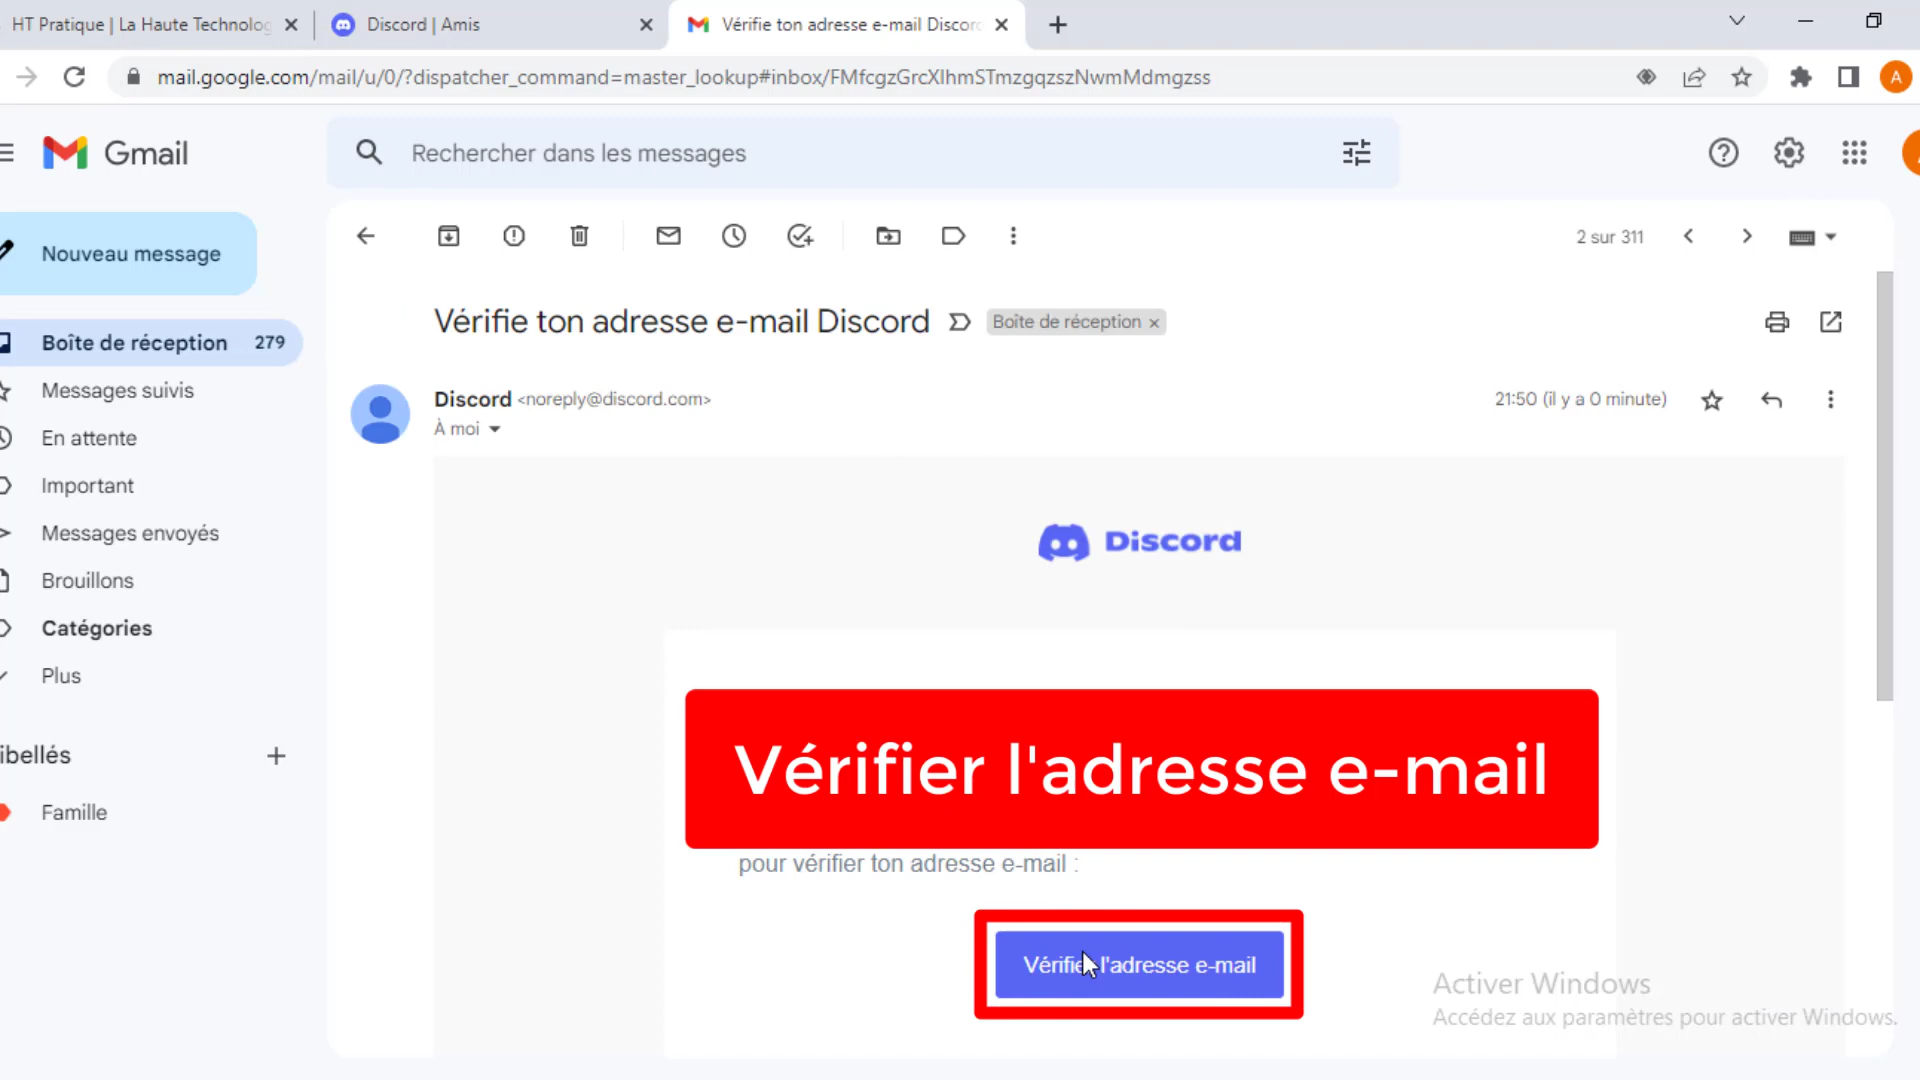 HT Pratique | La Haute Technolog
Discord | Amis
Vérifie ton adresse e-mail Discord
mail.google.com/mail/u/0/?dispatcher_command=master_lookup#inbox/FMfcgzGrcXlhmSTmzgqzszNwmMdmgzss
A
Gmail
Rechercher dans les messages
Nouveau message
2 sur 311
Vérifie ton adresse e-mail Discord
Boîte de réception ×
Boîte de réception 279
Messages suivis
Discord <noreply@discord.com>
21:50 (il y a 0 minute)
À moi
En attente
Important
Messages envoyés
Discord
Brouillons
Catégories
Plus
ibellés
Vérifier l'adresse e-mail
Famille
pour vérifier ton adresse e-mail :
Vérifier l'adresse e-mail
Activer Windows
Accédez aux paramètres pour activer Windows.